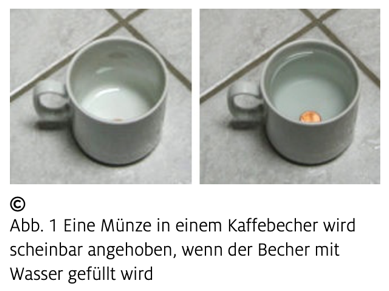 ©
Abb. 1 Eine Münze in einem Kaffebecher wird
scheinbar angehoben, wenn der Becher mit
Wasser gefüllt wird